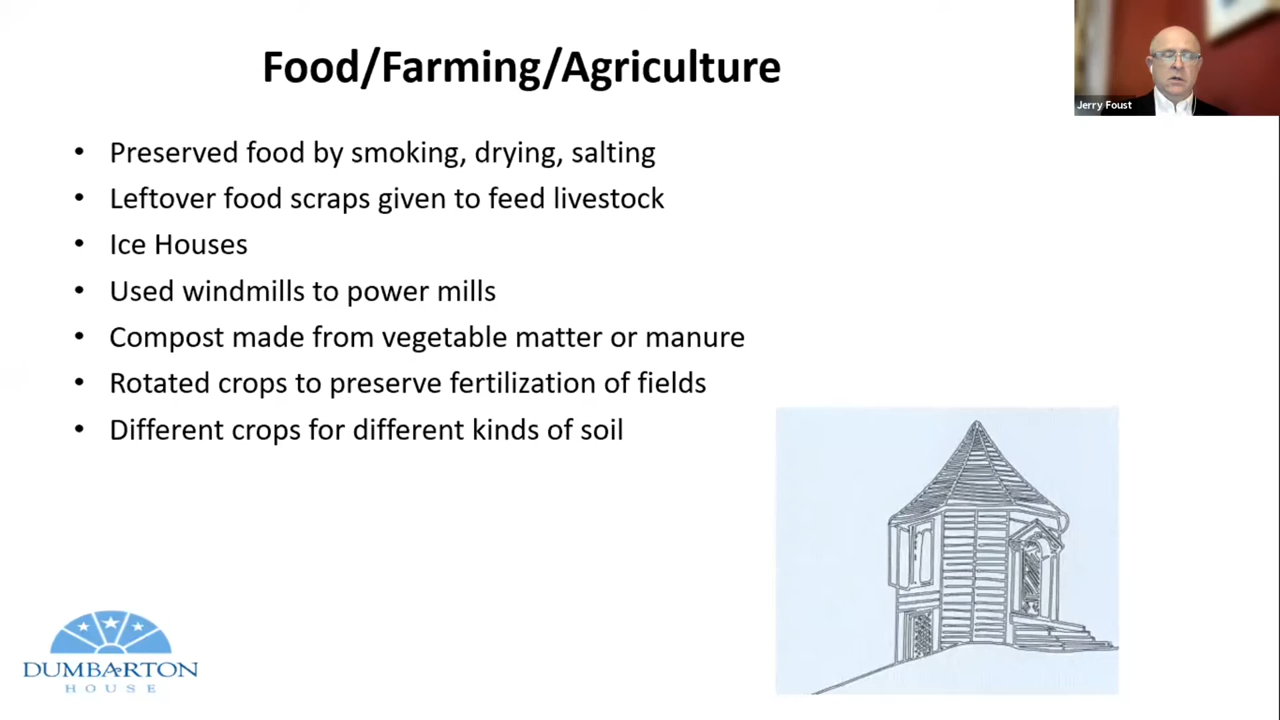 Food/Farming/Agriculture
Jerry Foust
• Preserved food by smoking, drying, salting
• Leftover food scraps given to feed livestock
• Ice Houses
• Used windmills to power mills
• Compost made from vegetable matter or manure
• Rotated crops to preserve fertilization of fields
• Different crops for different kinds of soil
DUMBARTON
HOUSE